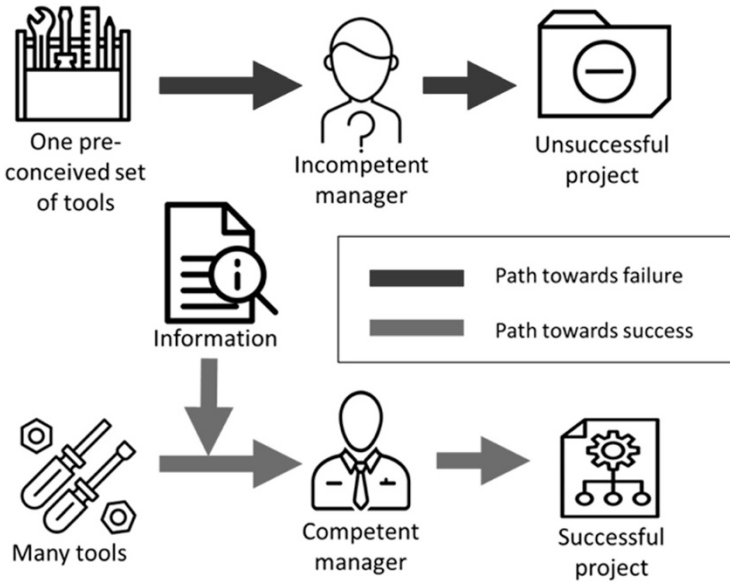 One pre-
conceived set
of tools
Incompetent
manager
Unsuccessful
project
Information
Path towards failure
Path towards success
Many tools
Competent
manager
Successful
project